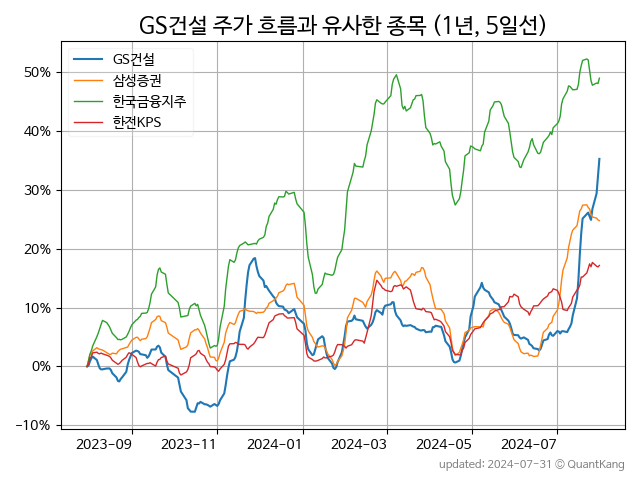 GS건설 주가 흐름과 유사한 종목 (1년, 5일선)
GS건설
삼성증권
한국금융지주
한전KPS
50%
40%
30%
20%
10%
0%
−10%
2023-09
2023-11
2024-01
2024-03
2024-05
2024-07
updated: 2024-07-31 © QuantKang